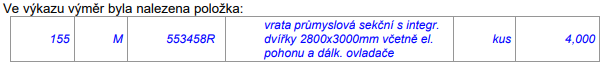 Ve výkazu výměr byla nalezena položka:
155 M 553458R vrata průmyslová sekční s integr. dvířky 2800x3000mm včetně el. pohonu a dálk. ovladače kus 4,000